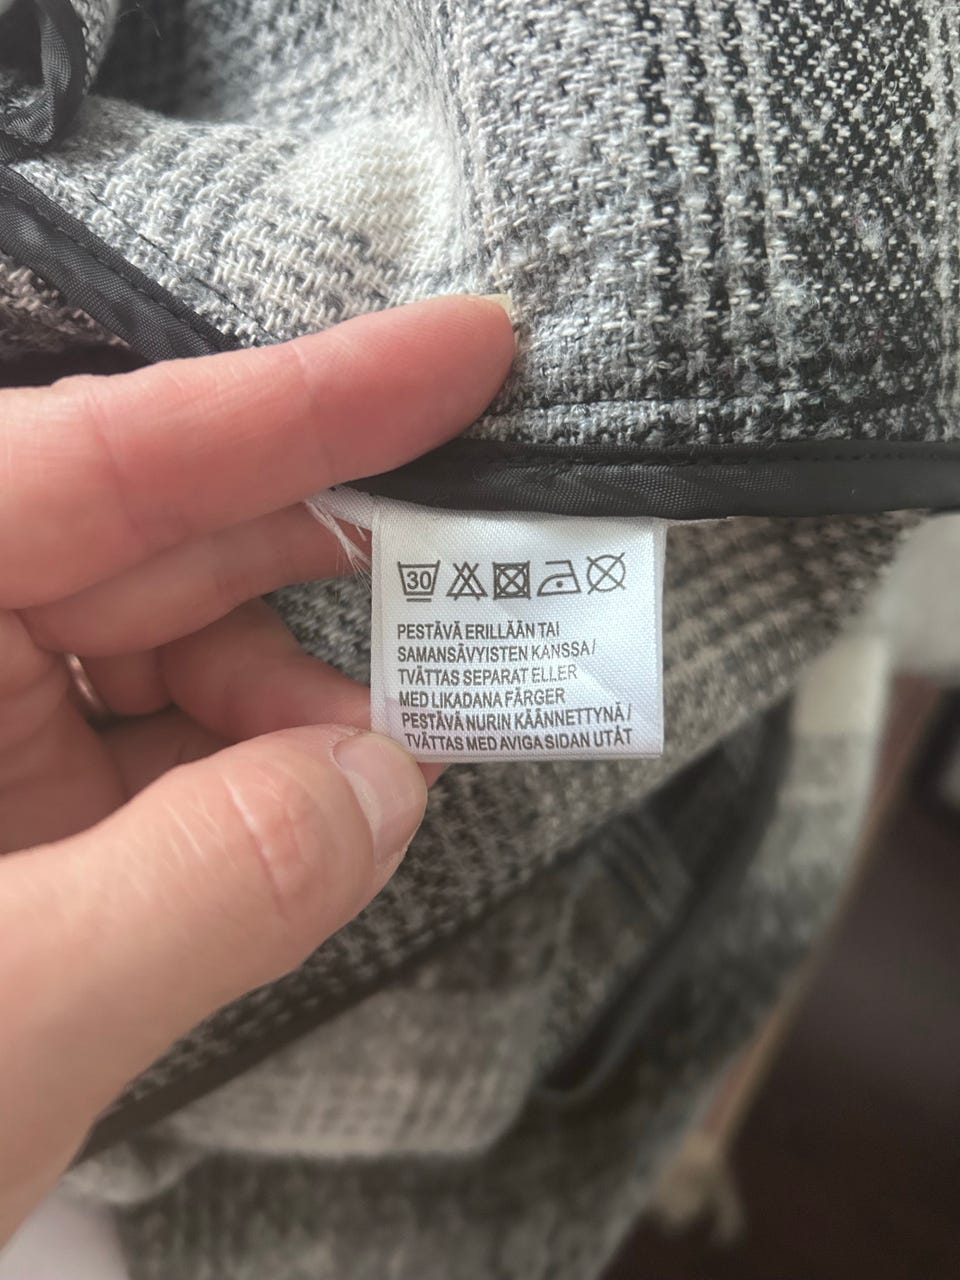 30
PESTÄVÄ ERILLÄÄN TAI
SAMANSÄVYISTEN KANSSA /
TVÄTTAS SEPARAT ELLER
MED LIKADANA FÄRGER
PESTÄVÄ NURIN KÄÄNNETTYNÄ /
TVÄTTAS MED AVIGA SIDAN UTÅT